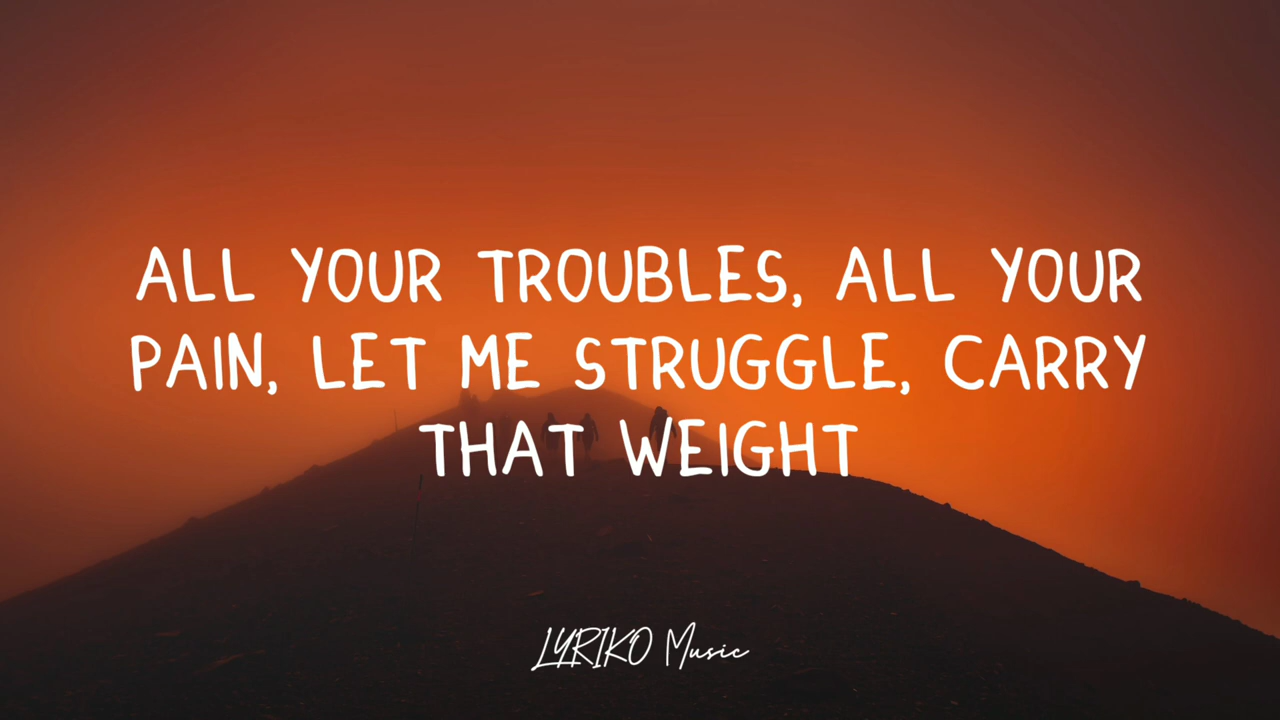 ALL YOUR TROUBLES, ALL YOUR
PAIN, LET ME STRUGGLE, CARRY
THAT WEIGHT
LYRIKO Music